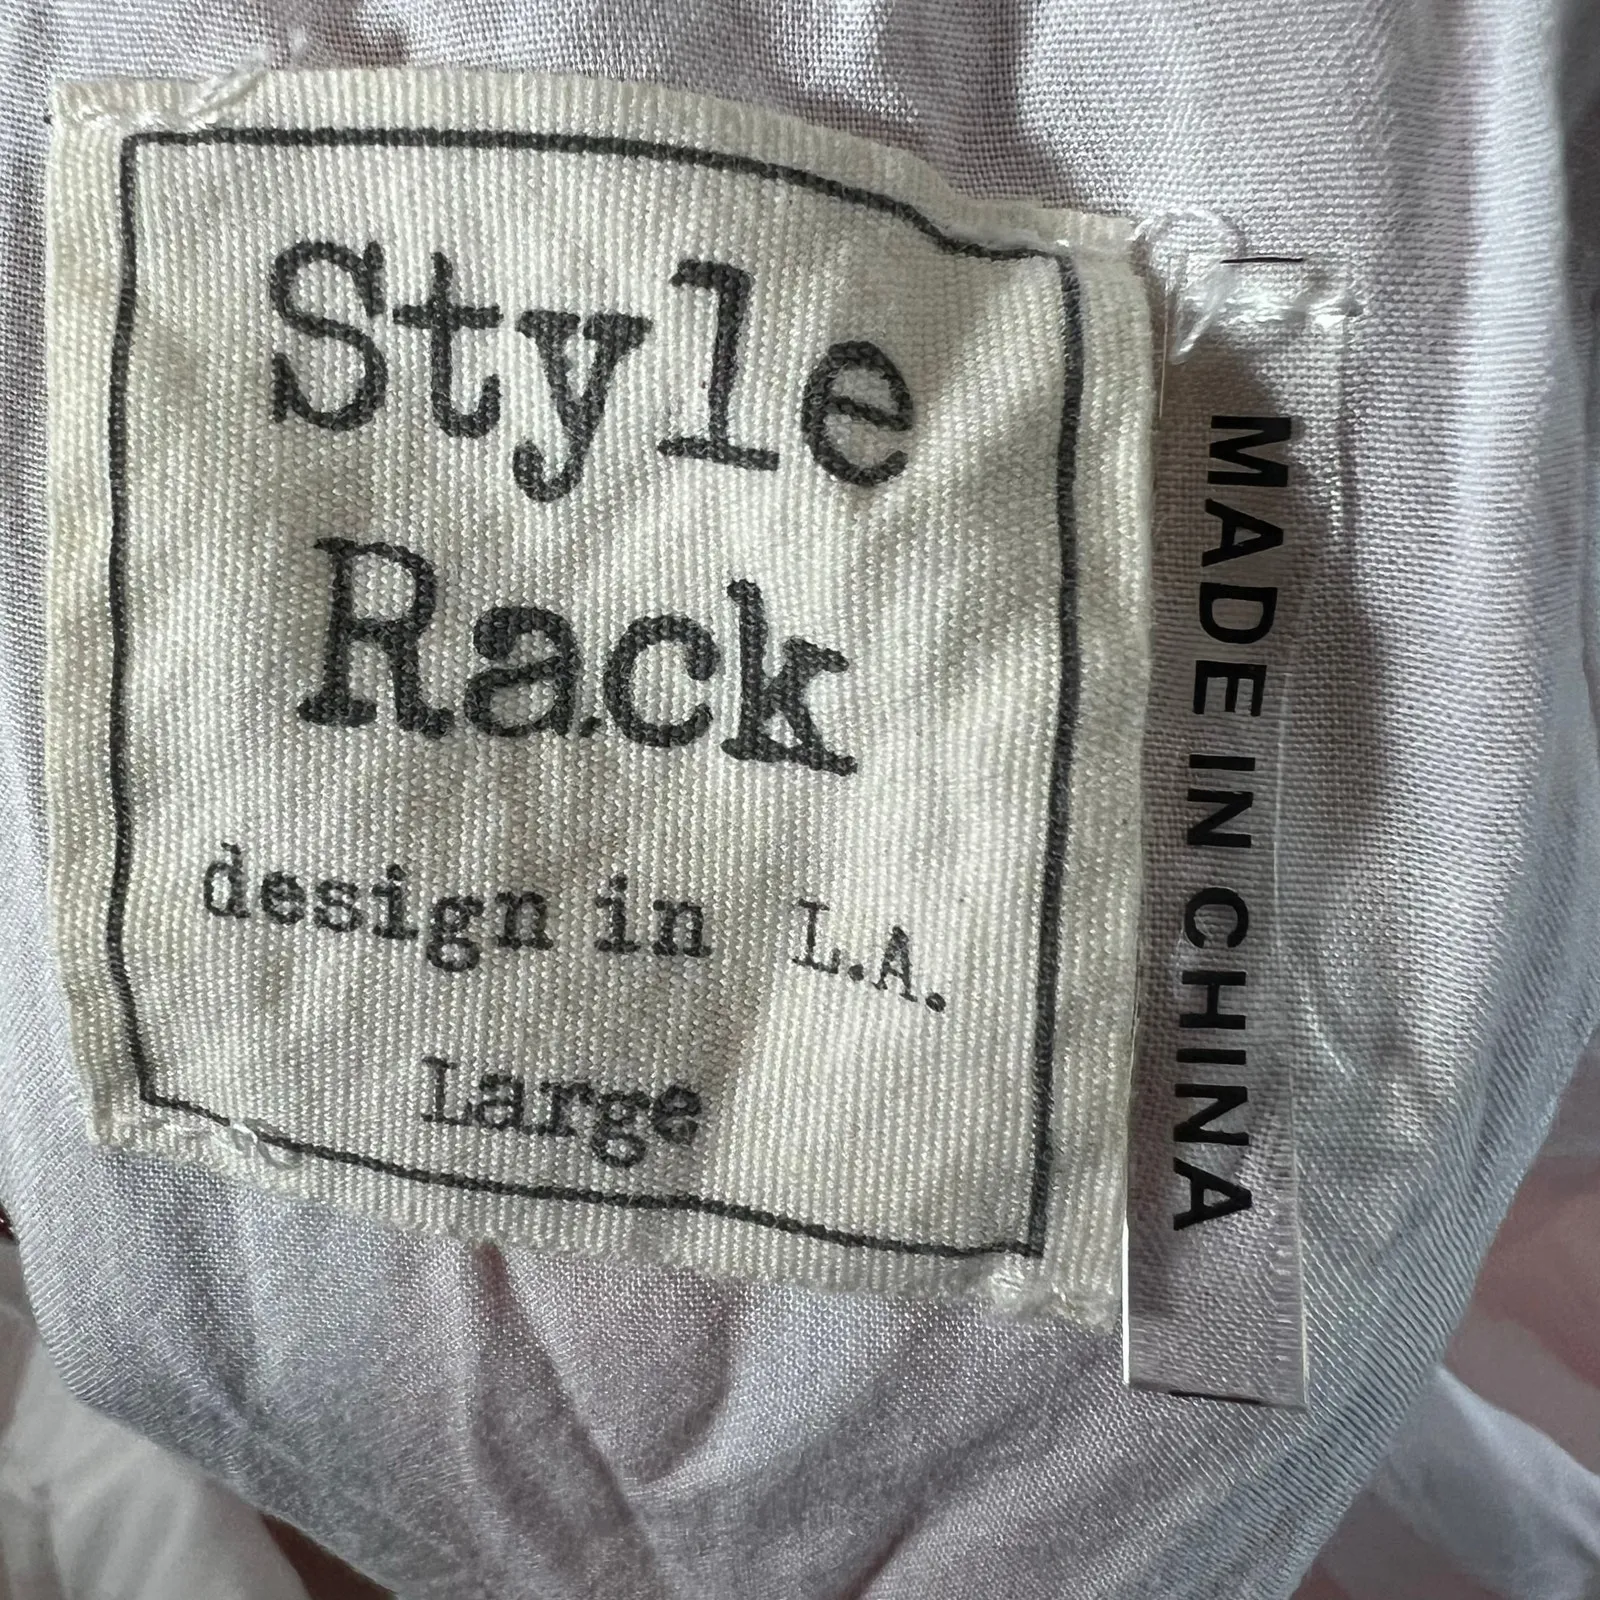 Style
Rack
design in L.A.
Large
MADE IN CHINA